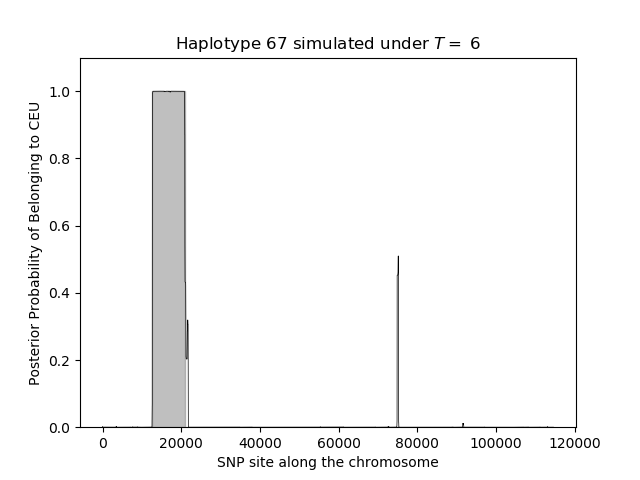 Haplotype 67 simulated under T = 6
Posterior Probability of Belonging to CEU
1.0
0.8
0.6
0.4
0.2
0.0
0 20000 40000 60000 80000 100000 120000
SNP site along the chromosome